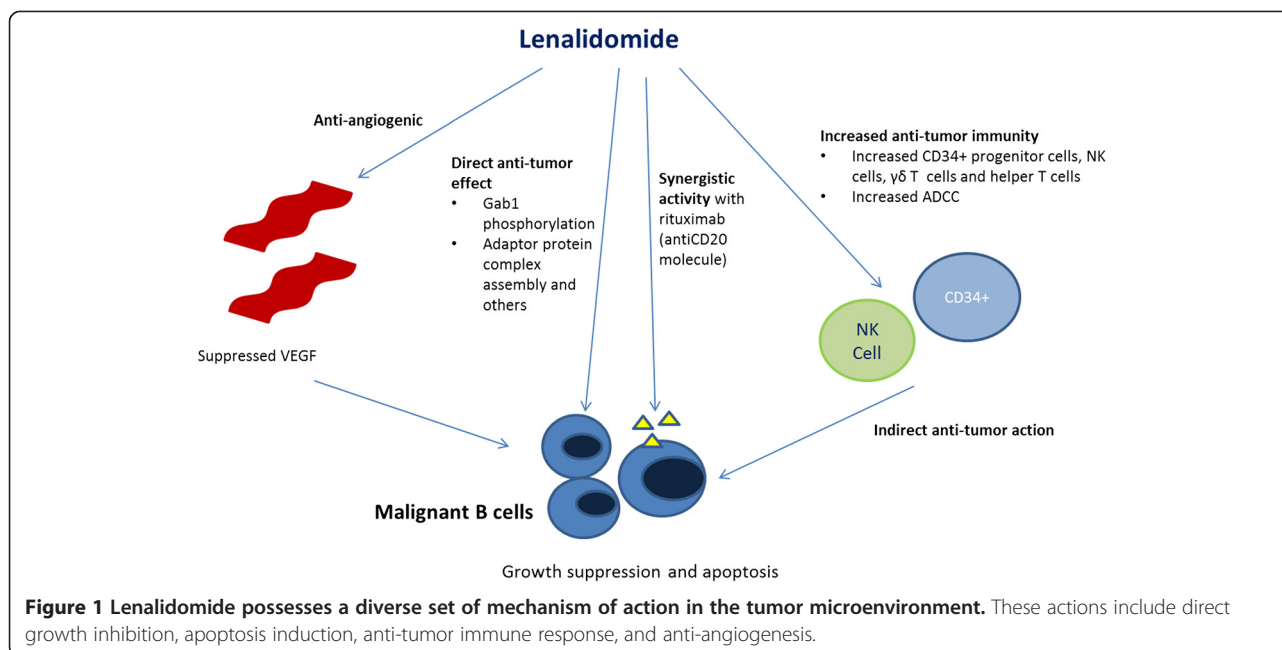 Lenalidomide
Anti-angiogenic
Suppressed VEGF
Direct anti-tumor
effect
• Gab1
phosphorylation
• Adaptor protein
complex
assembly and
others
Synergistic
activity with
rituximab
(antiCD20
molecule)
Increased anti-tumor immunity
• Increased CD34+ progenitor cells, NK
cells, γδ T cells and helper T cells
• Increased ADCC
CD34+
NK
Cell
Indirect anti-tumor action
Malignant B cells
Growth suppression and apoptosis
Figure 1 Lenalidomide possesses a diverse set of mechanism of action in the tumor microenvironment. These actions include direct
growth inhibition, apoptosis induction, anti-tumor immune response, and anti-angiogenesis.